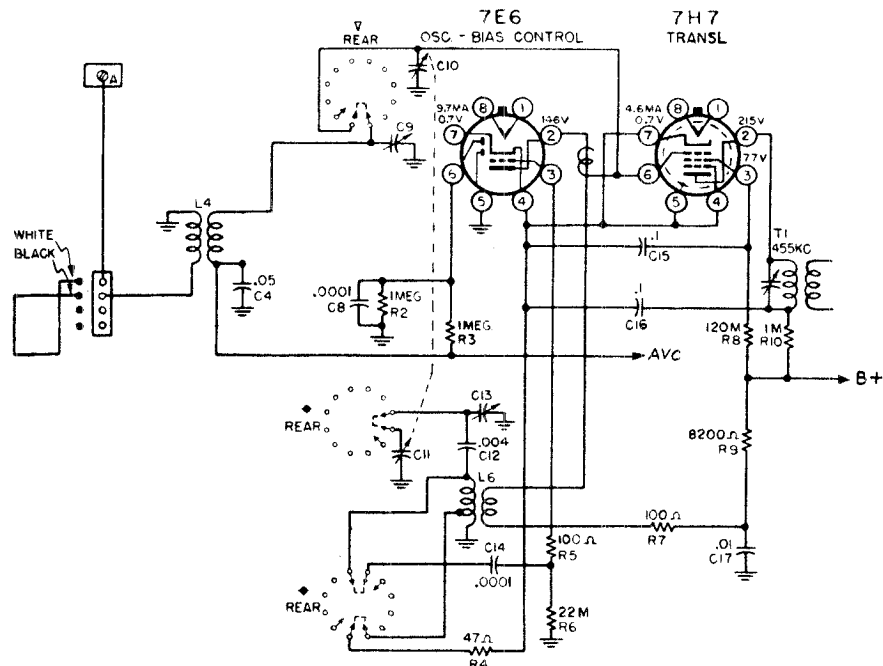 7E6
OSC. - BIAS CONTROL
7H7
TRANSL
▽
REAR
A
C10
C9
9.7MA
0.7V
146V
8
1
7
2
6
3
5
4
4.6MA
0.7V
215V
77V
8
1
7
2
6
3
5
4
L4
WHITE
BLACK
.05
C4
.0001
C8
1MEG
R2
1MEG
R3
.1
C15
.1
C16
T1
455KC
120M
R8
1M
R10
AVC
B+
◆
REAR
C13
C11
.004
C12
8200Ω
R9
L6
100Ω
R7
.01
C17
100Ω
R5
C14
.0001
◆
REAR
22M
R6
47Ω
R4